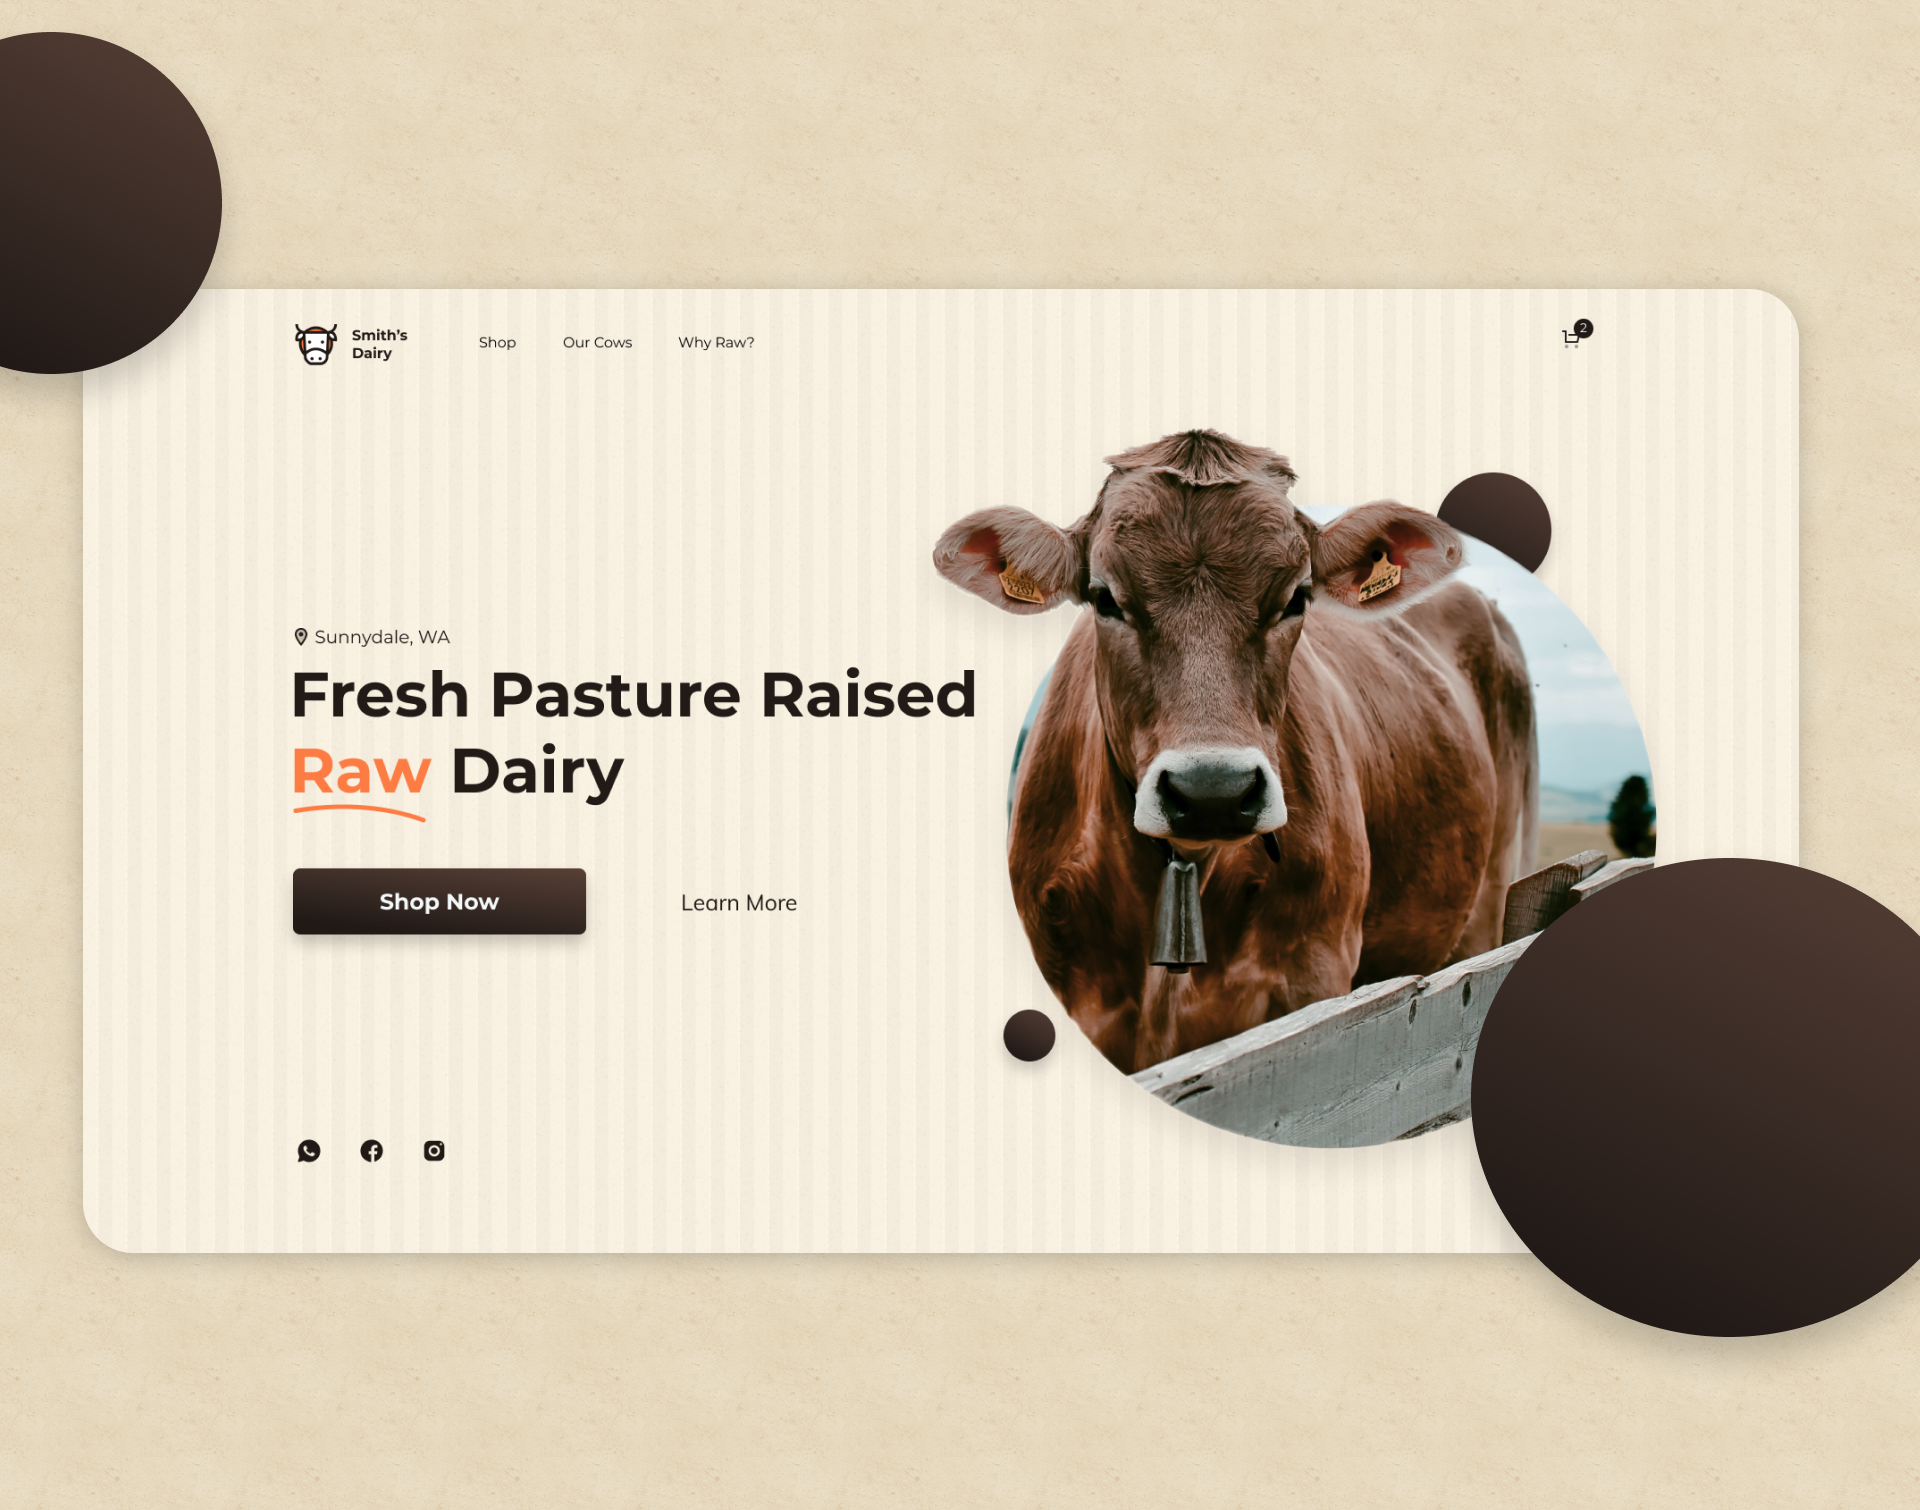 Smith's
Dairy
Shop
Our Cows
Why Raw?
2
Sunnydale, WA
Fresh Pasture Raised
Raw Dairy
Shop Now
Learn More